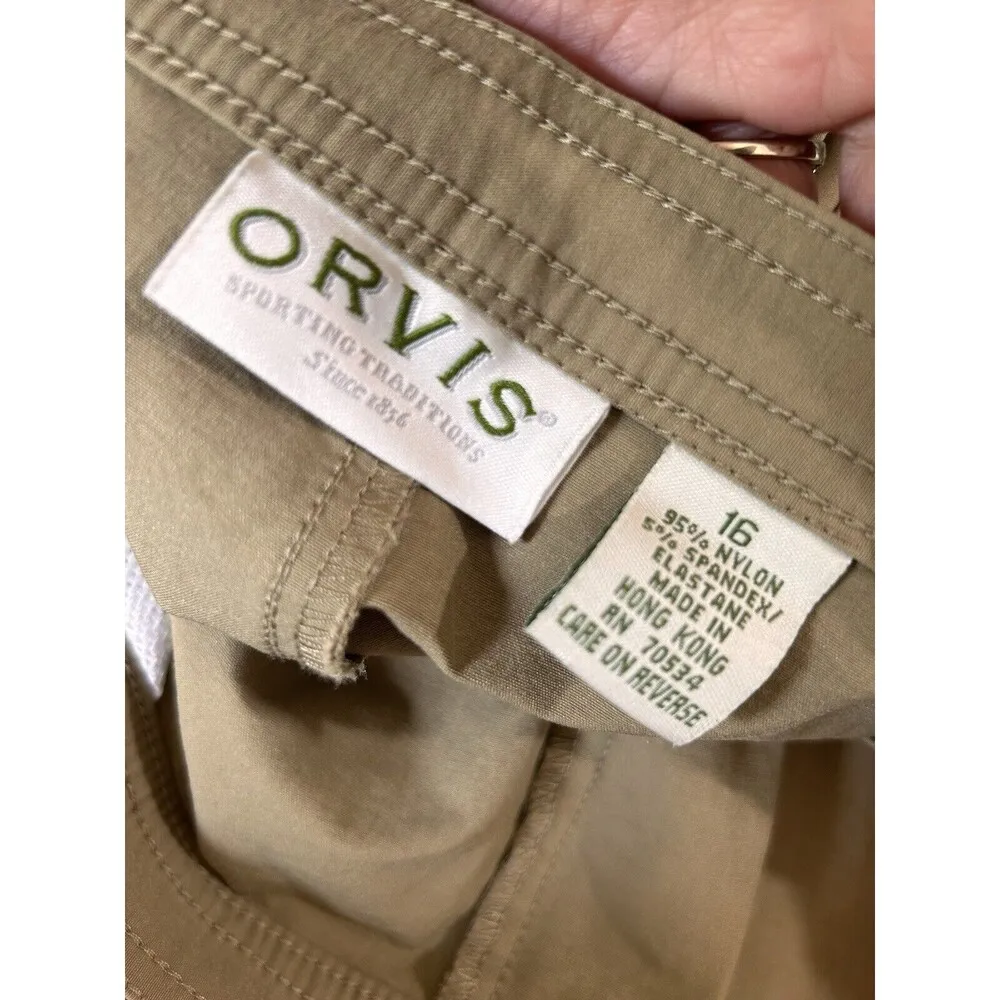 ORVIS®
SPORTING TRADITIONS
Since 1856
16
95% NYLON
5% SPANDEX/
ELASTANE
MADE IN
HONG KONG
RN 70534
CARE ON REVERSE